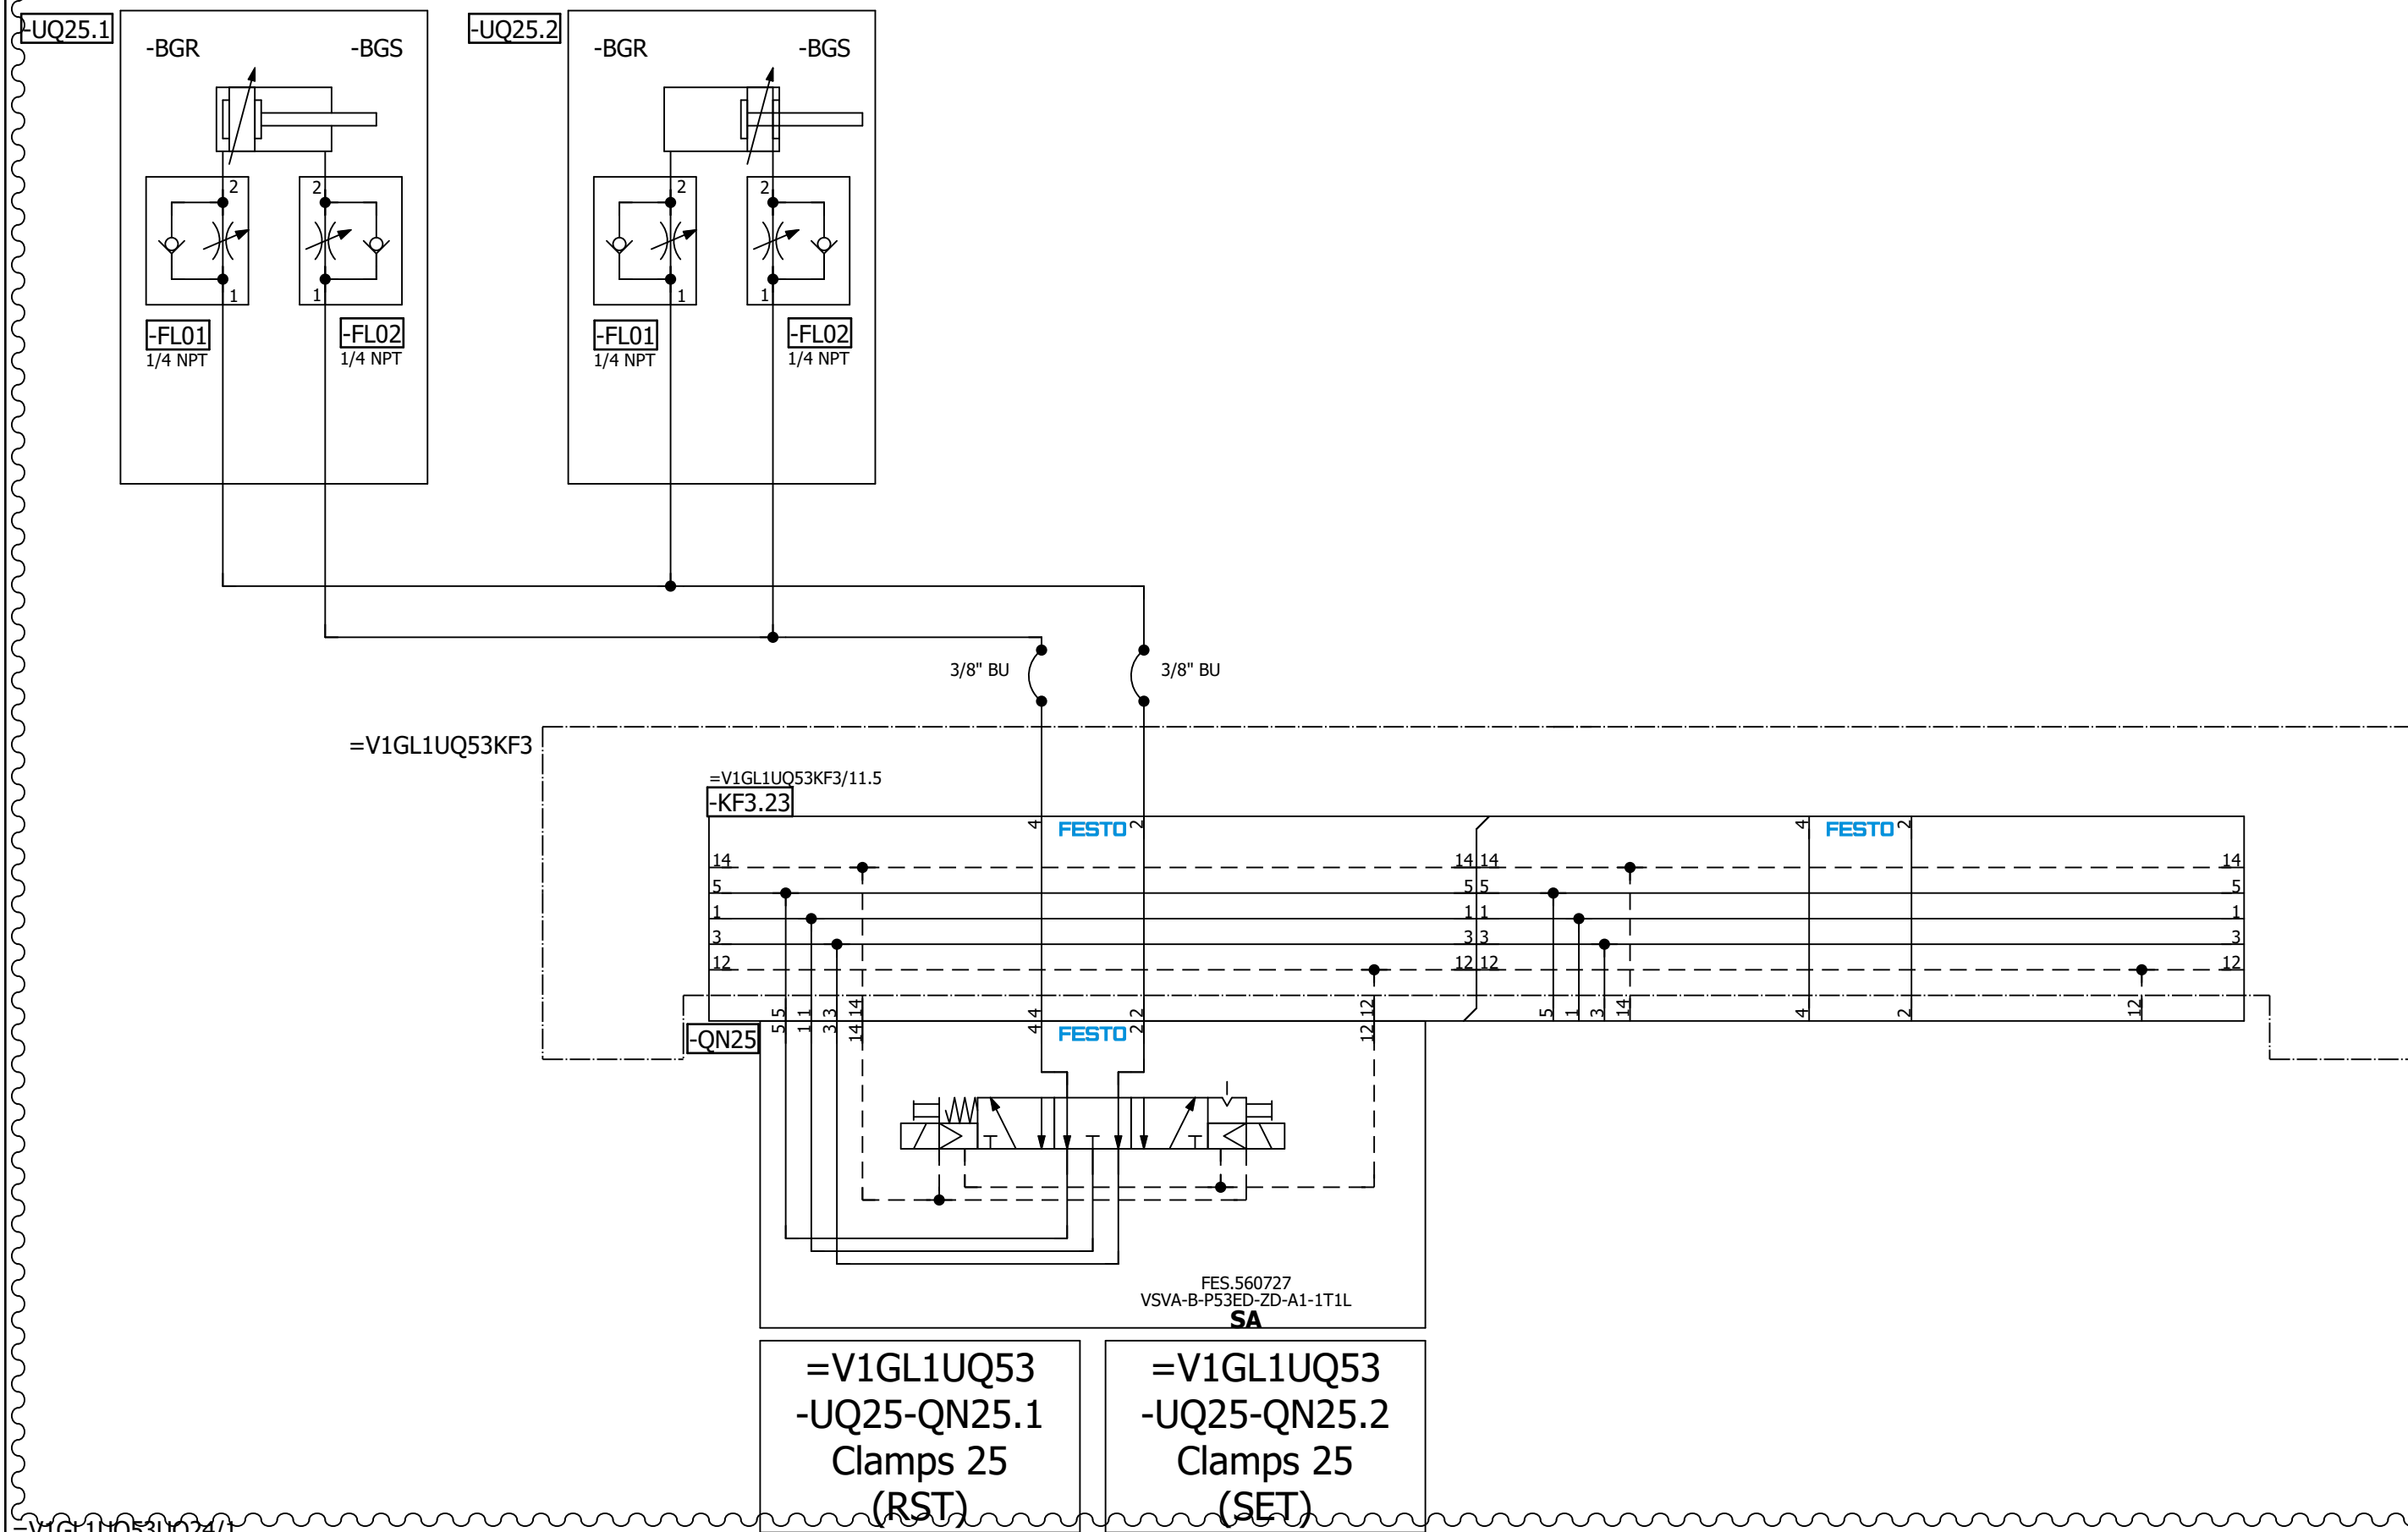 -UQ25.1
-BGR -BGS
2 2
1 1
-FL01 -FL02
1/4 NPT 1/4 NPT
-UQ25.2
-BGR -BGS
2 2
1 1
-FL01 -FL02
1/4 NPT 1/4 NPT
3/8" BU 3/8" BU
=V1GL1UQ53KF3
=V1GL1UQ53KF3/11.5
-KF3.23
4 FESTO 2 4 FESTO 2
14 14 14 14
5 5 5 5
1 1 1 1
3 3 3 3
12 12 12 12
5 1 3 14 4 2 12 5 1 3 14 4 2 12
-QN25
5 1 3 14 4 FESTO 2 12
FES.560727
VSVA-B-P53ED-ZD-A1-1T1L
SA
=V1GL1UQ53
-UQ25-QN25.1
Clamps 25
(RST)
=V1GL1UQ53
-UQ25-QN25.2
Clamps 25
(SET)
=V1GL1UQ53UQ24/1